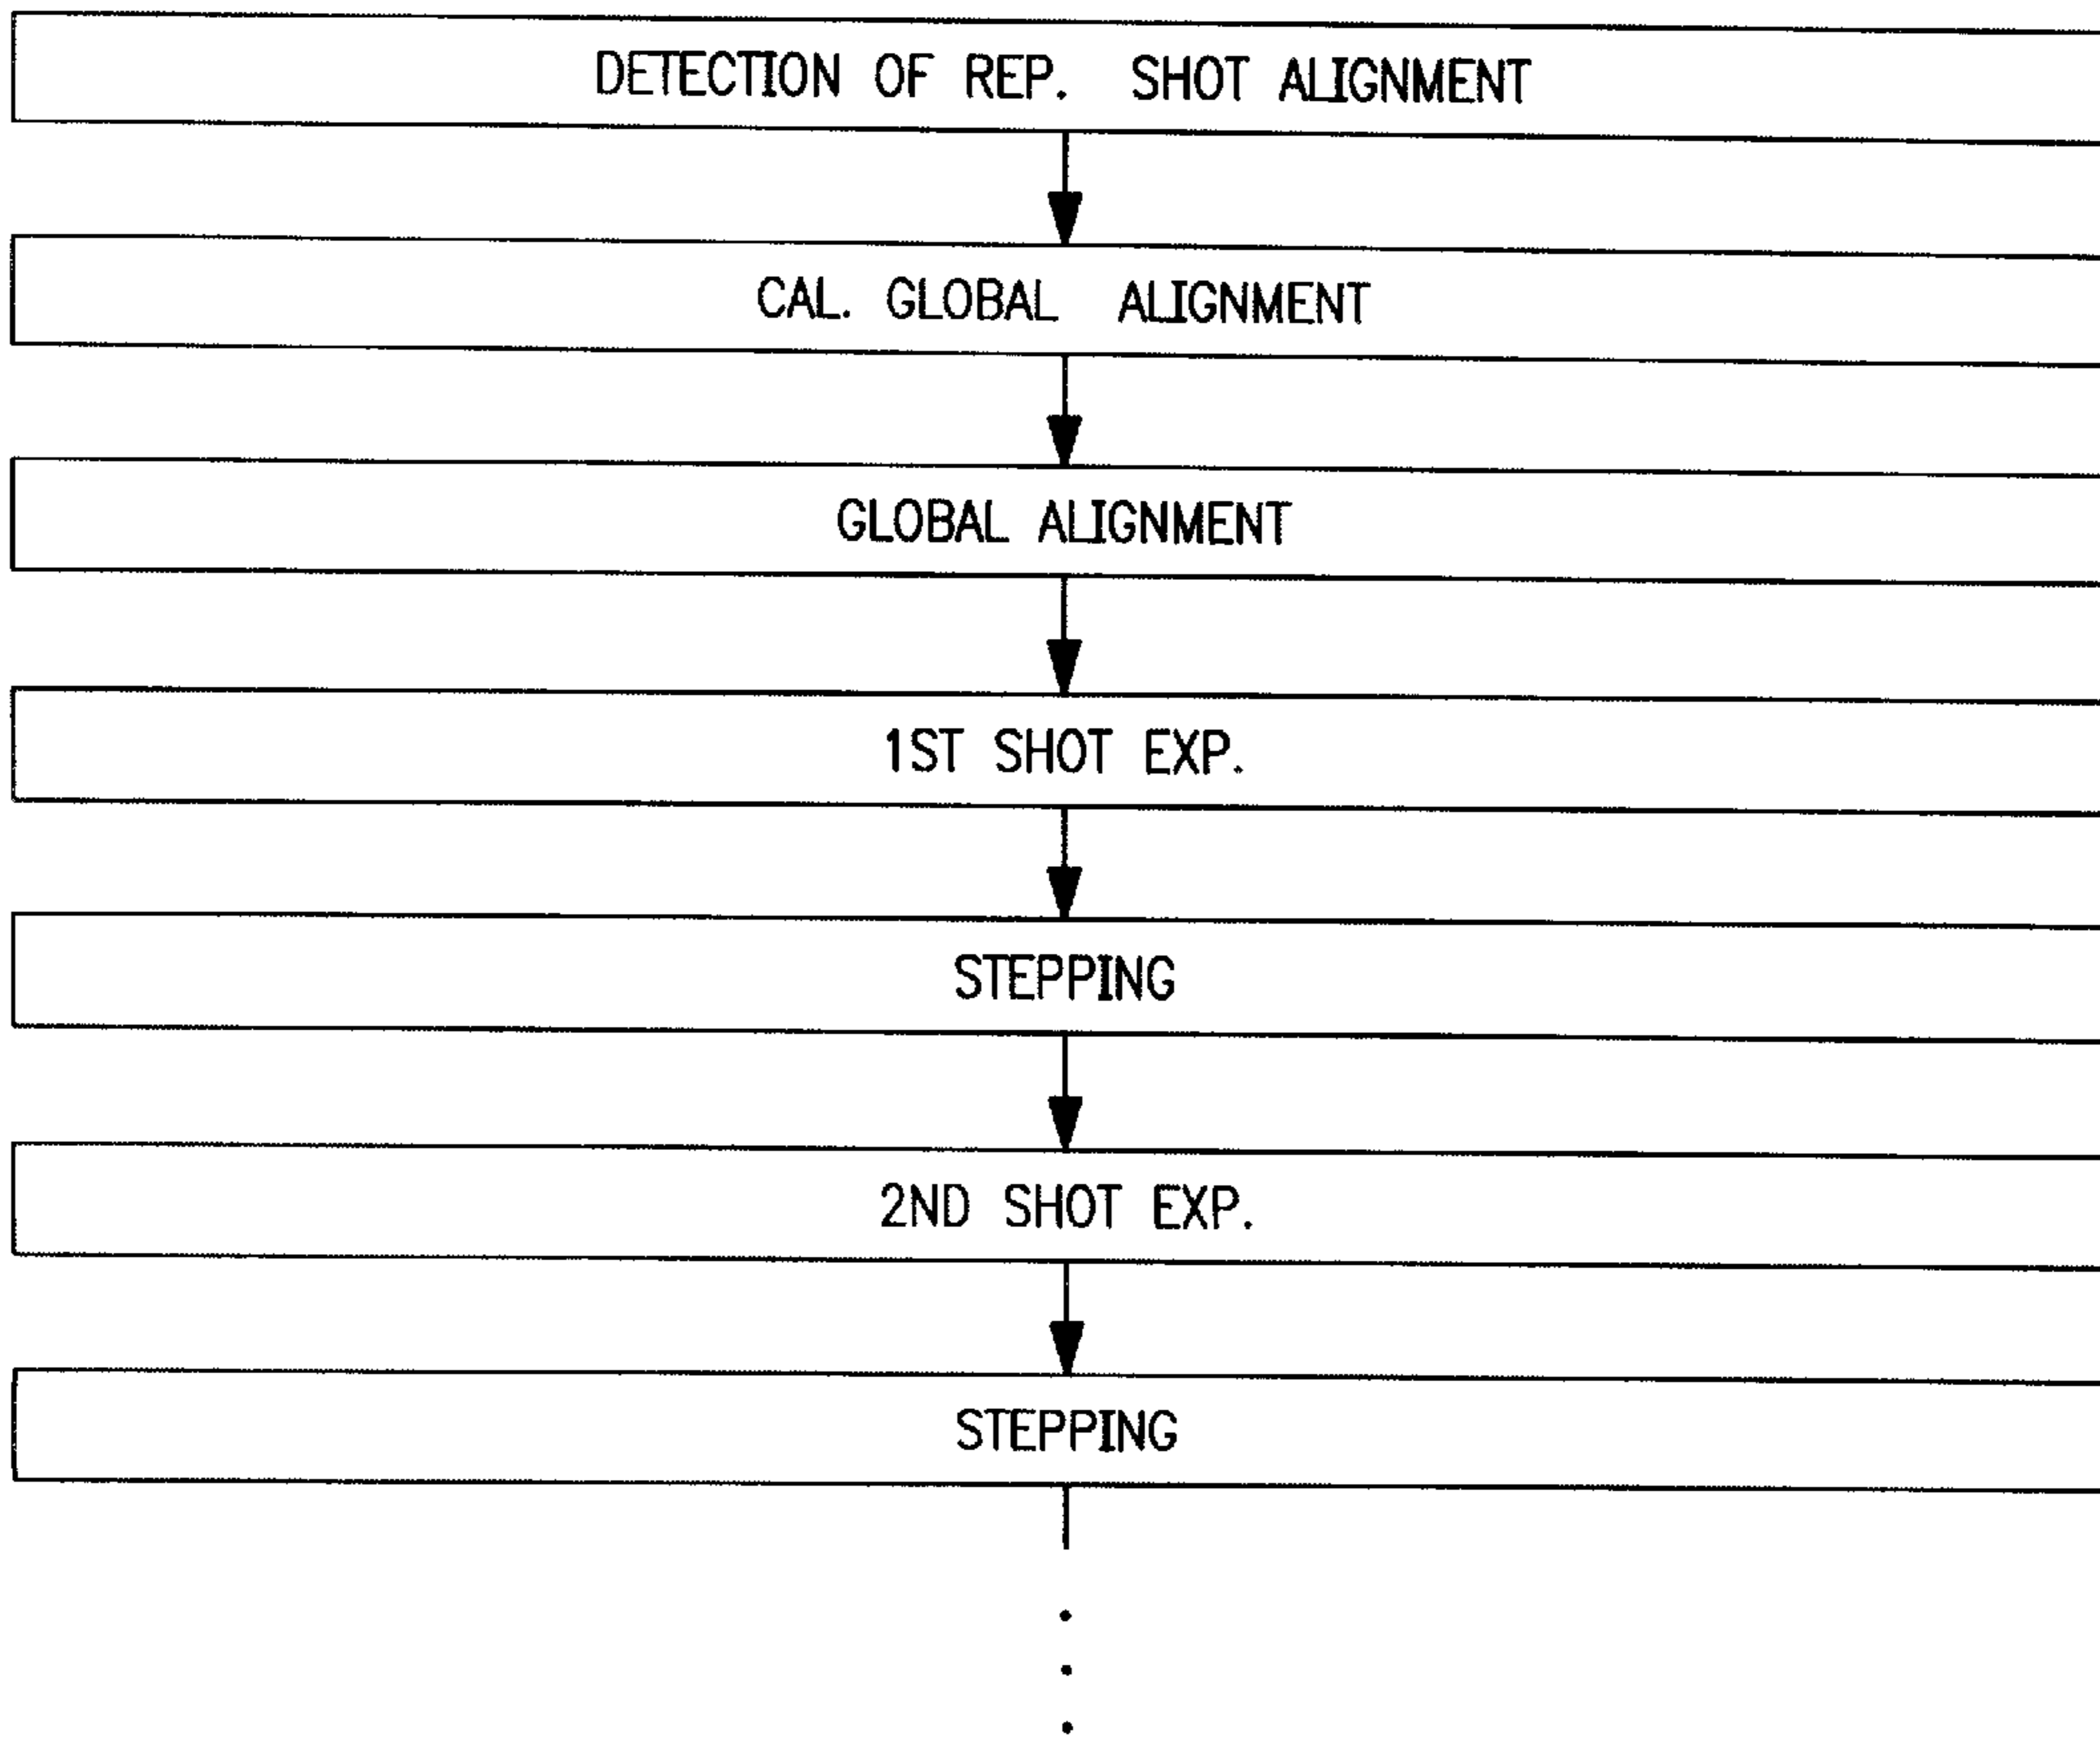 DETECTION OF REP. SHOT ALIGNMENT
CAL. GLOBAL ALIGNMENT
GLOBAL ALIGNMENT
1ST SHOT EXP.
STEPPING
2ND SHOT EXP.
STEPPING